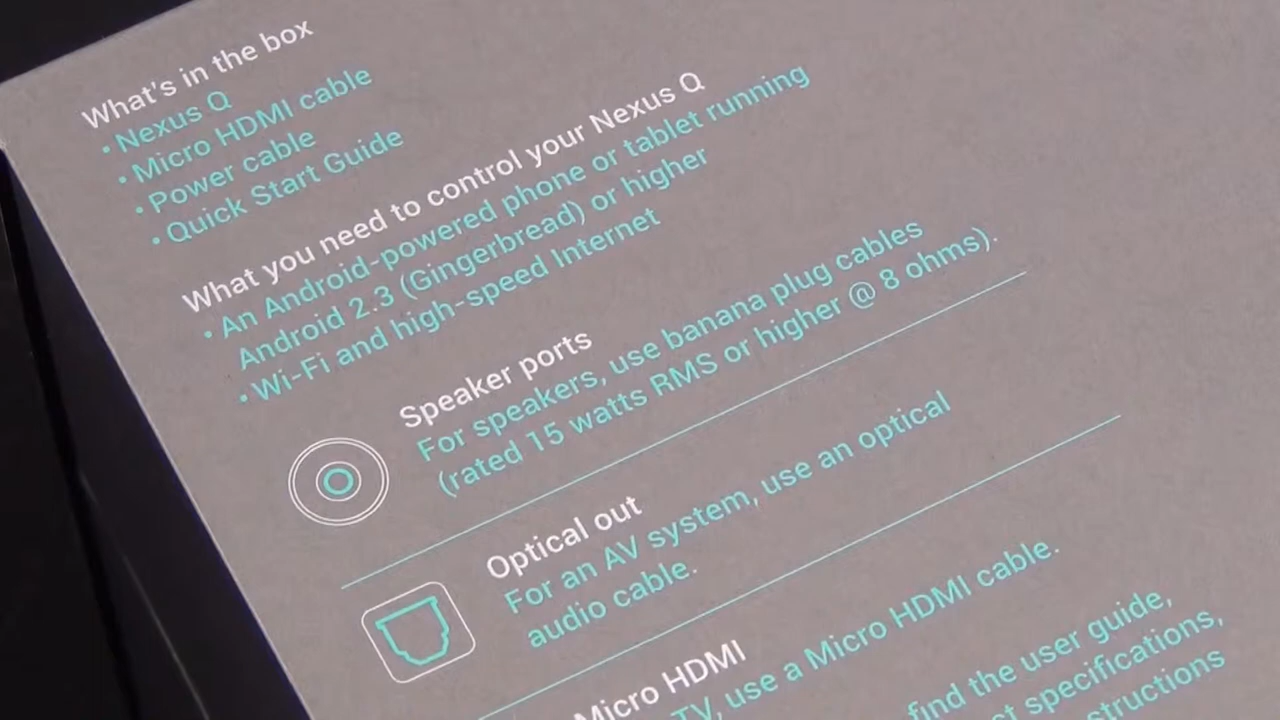 What's in the box
• Nexus Q
• Micro HDMI cable
• Power cable
• Quick Start Guide
What you need to control your Nexus Q
• An Android-powered phone or tablet running
Android 2.3 (Gingerbread) or higher
• Wi-Fi and high-speed Internet
Speaker ports
For speakers, use banana plug cables
(rated 15 watts RMS or higher @ 8 ohms).
Optical out
For an AV system, use an optical
audio cable.
Micro HDMI
TV, use a Micro HDMI cable.
find the user guide,
specifications,